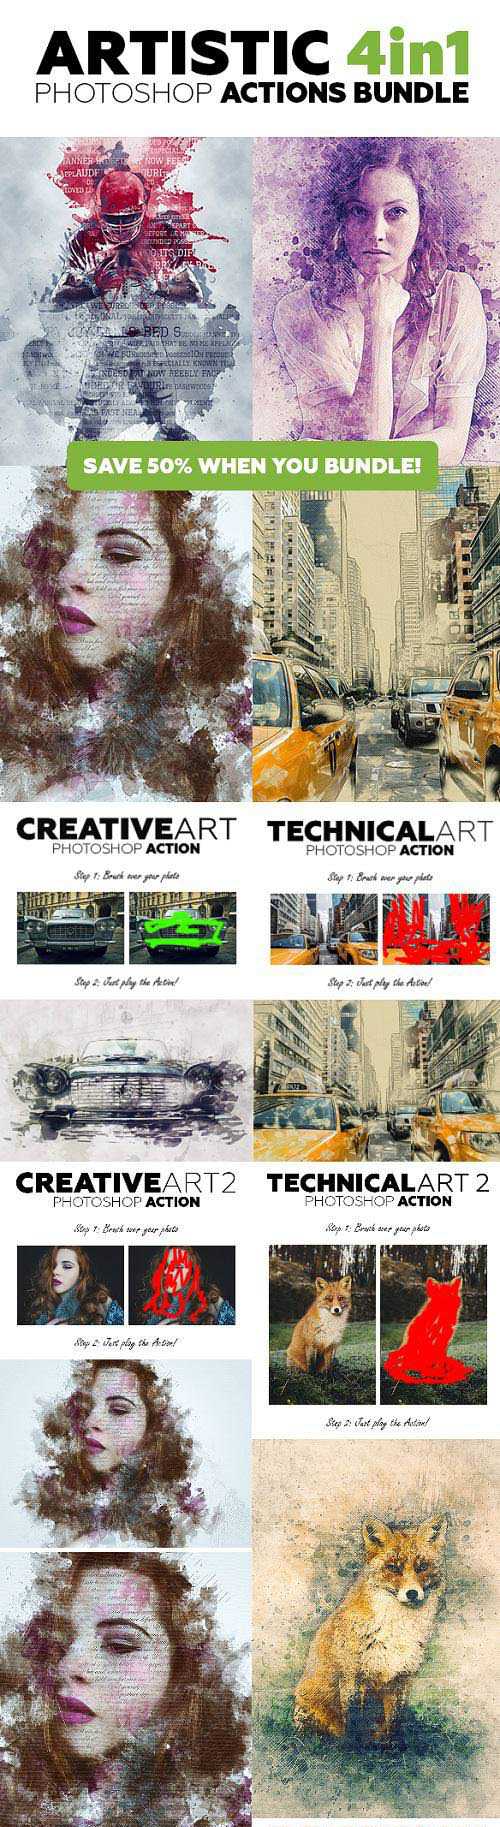 ARTISTIC 4in1
PHOTOSHOP ACTIONS BUNDLE
SAVE 50% WHEN YOU BUNDLE!
CREATIVEART
PHOTOSHOP ACTION
Step 1: Brush over your photo
Step 2: Just play the Action!
TECHNICALART
PHOTOSHOP ACTION
Step 1: Brush over your photo
Step 2: Just play the Action!
CREATIVEART2
PHOTOSHOP ACTION
Step 1: Brush over your photo
Step 2: Just play the Action!
TECHNICALART 2
PHOTOSHOP ACTION
Step 1: Brush over your photo
Step 2: Just play the Action!